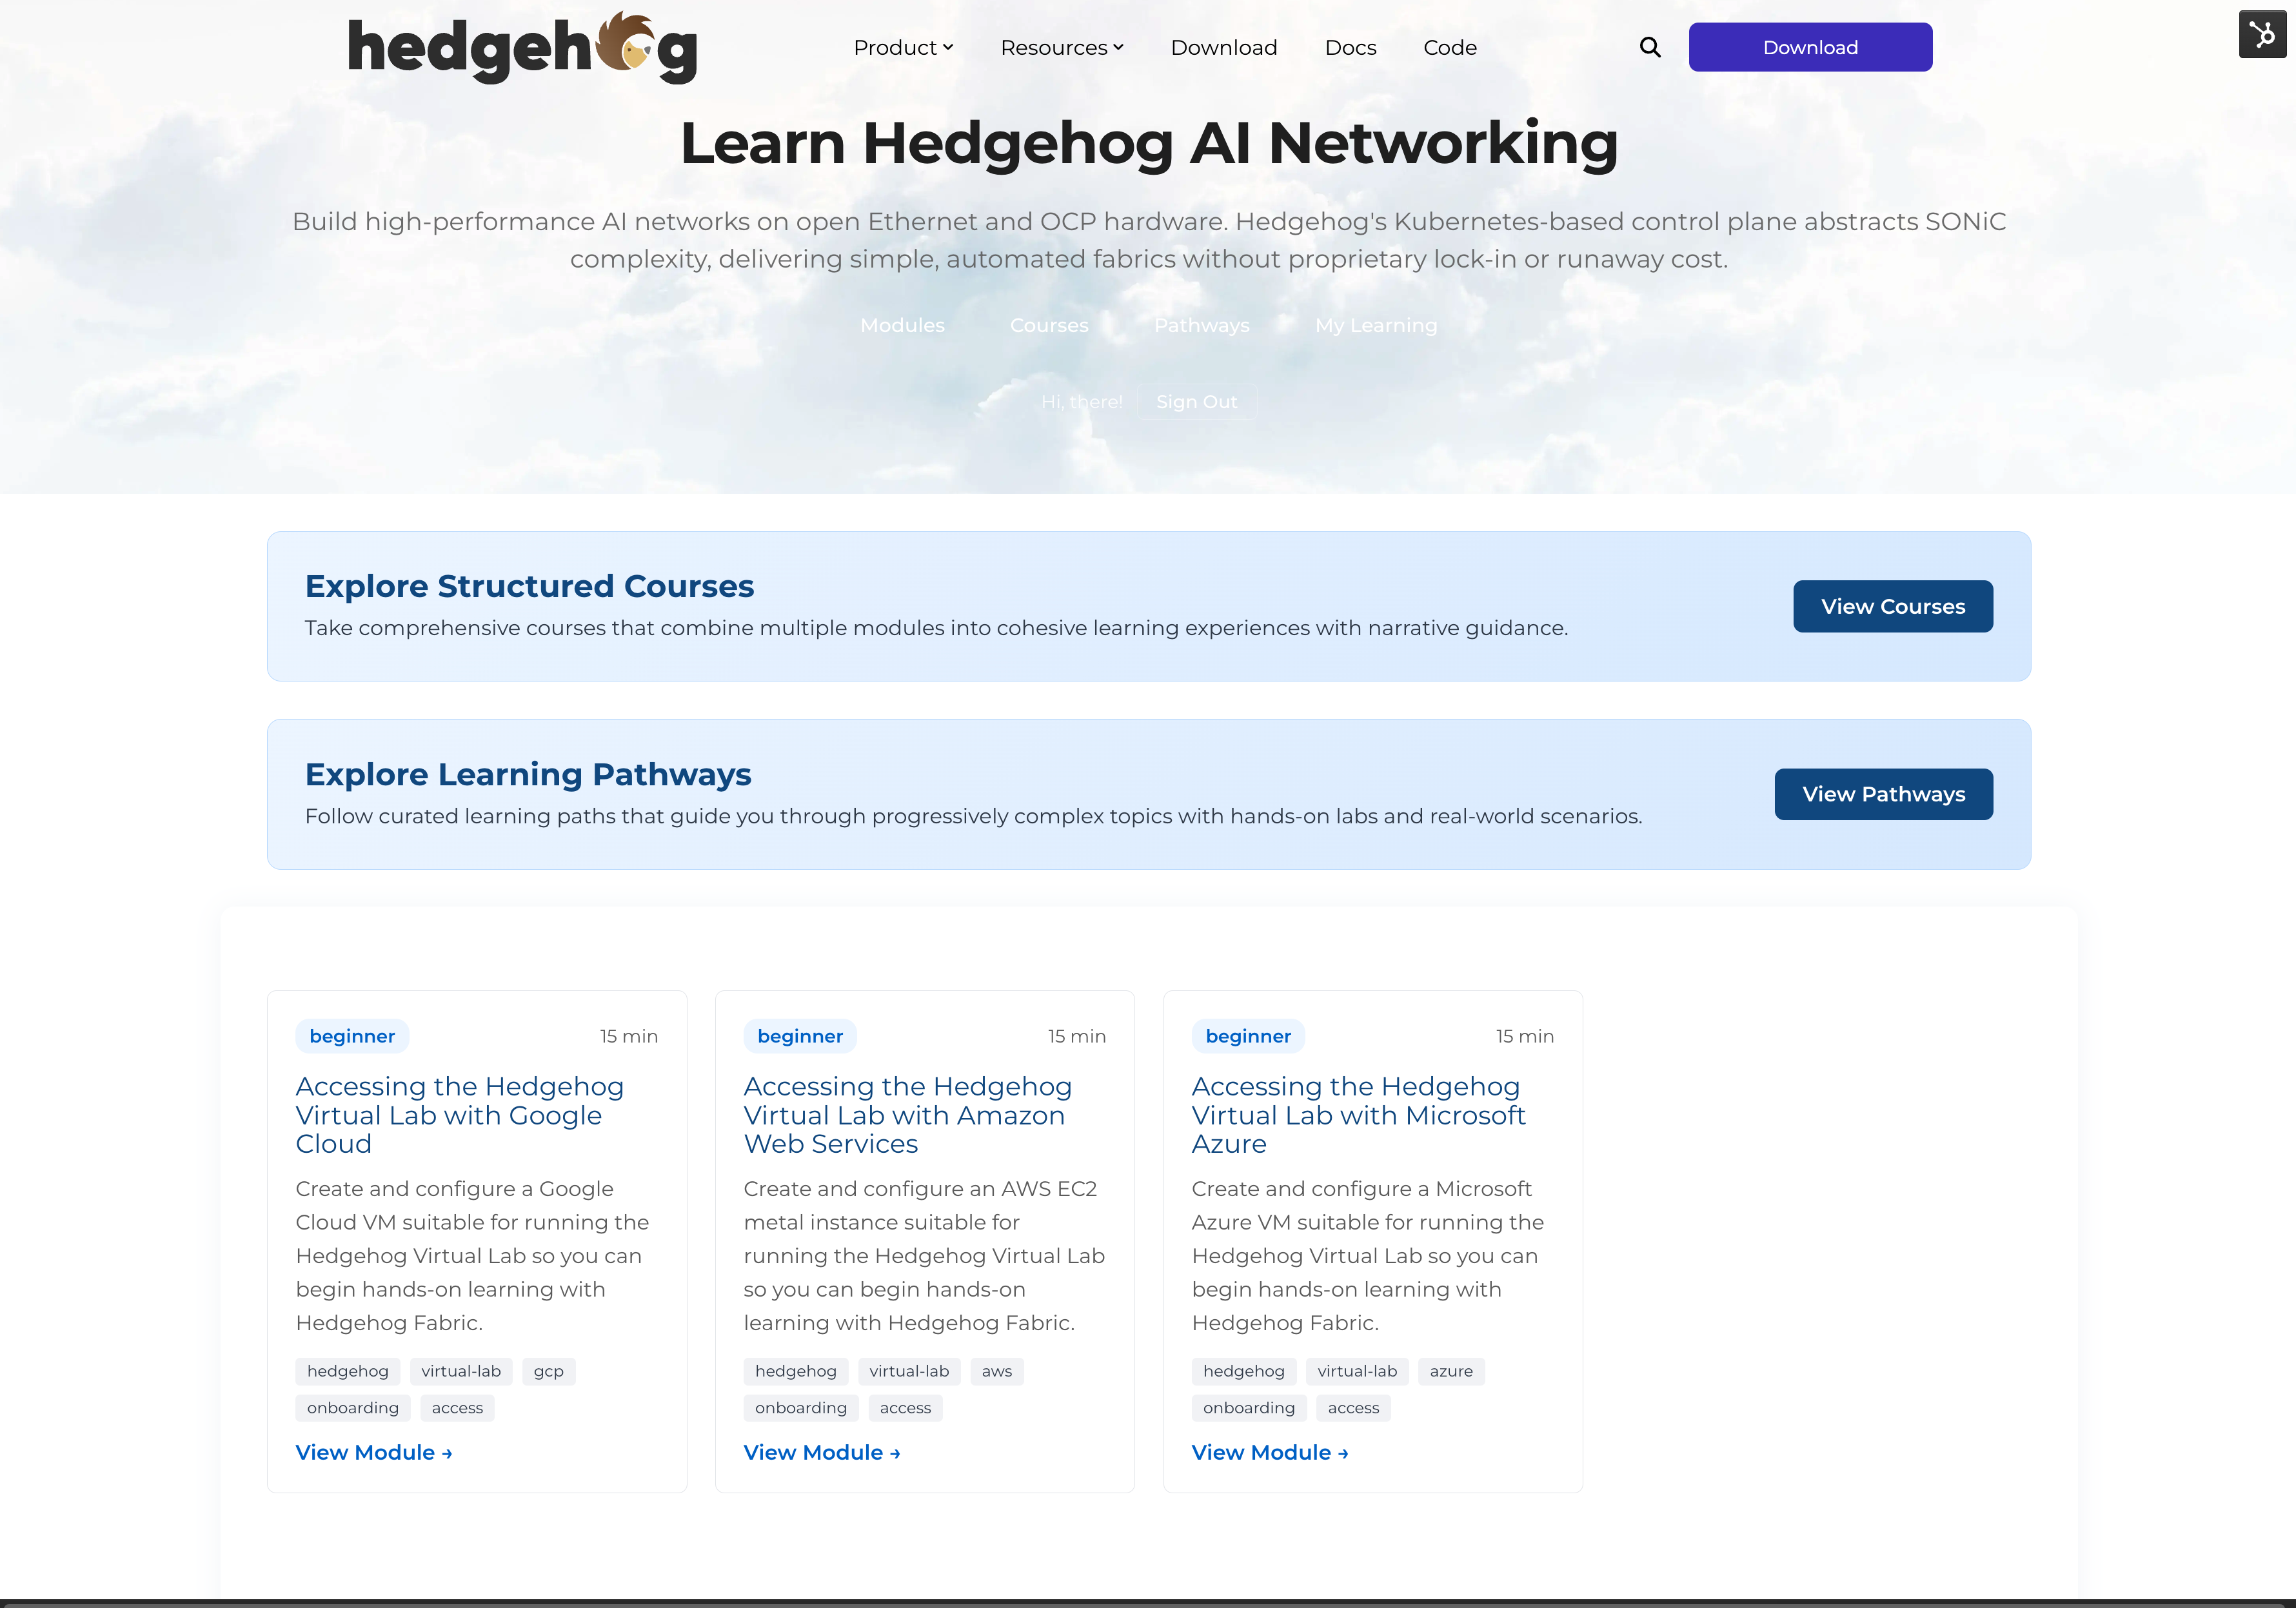 hedgehog
Product Resources Download Docs Code Download
Learn Hedgehog AI Networking
Build high-performance AI networks on open Ethernet and OCP hardware. Hedgehog's Kubernetes-based control plane abstracts SONiC
complexity, delivering simple, automated fabrics without proprietary lock-in or runaway cost.
Modules Courses Pathways My Learning
Hi, there! Sign Out
Explore Structured Courses
Take comprehensive courses that combine multiple modules into cohesive learning experiences with narrative guidance.
View Courses
Explore Learning Pathways
Follow curated learning paths that guide you through progressively complex topics with hands-on labs and real-world scenarios.
View Pathways
beginner 15 min
Accessing the Hedgehog
Virtual Lab with Google
Cloud
Create and configure a Google
Cloud VM suitable for running the
Hedgehog Virtual Lab so you can
begin hands-on learning with
Hedgehog Fabric.
hedgehog virtual-lab gcp
onboarding access
View Module →
beginner 15 min
Accessing the Hedgehog
Virtual Lab with Amazon
Web Services
Create and configure an AWS EC2
metal instance suitable for
running the Hedgehog Virtual Lab
so you can begin hands-on
learning with Hedgehog Fabric.
hedgehog virtual-lab aws
onboarding access
View Module →
beginner 15 min
Accessing the Hedgehog
Virtual Lab with Microsoft
Azure
Create and configure a Microsoft
Azure VM suitable for running the
Hedgehog Virtual Lab so you can
begin hands-on learning with
Hedgehog Fabric.
hedgehog virtual-lab azure
onboarding access
View Module →